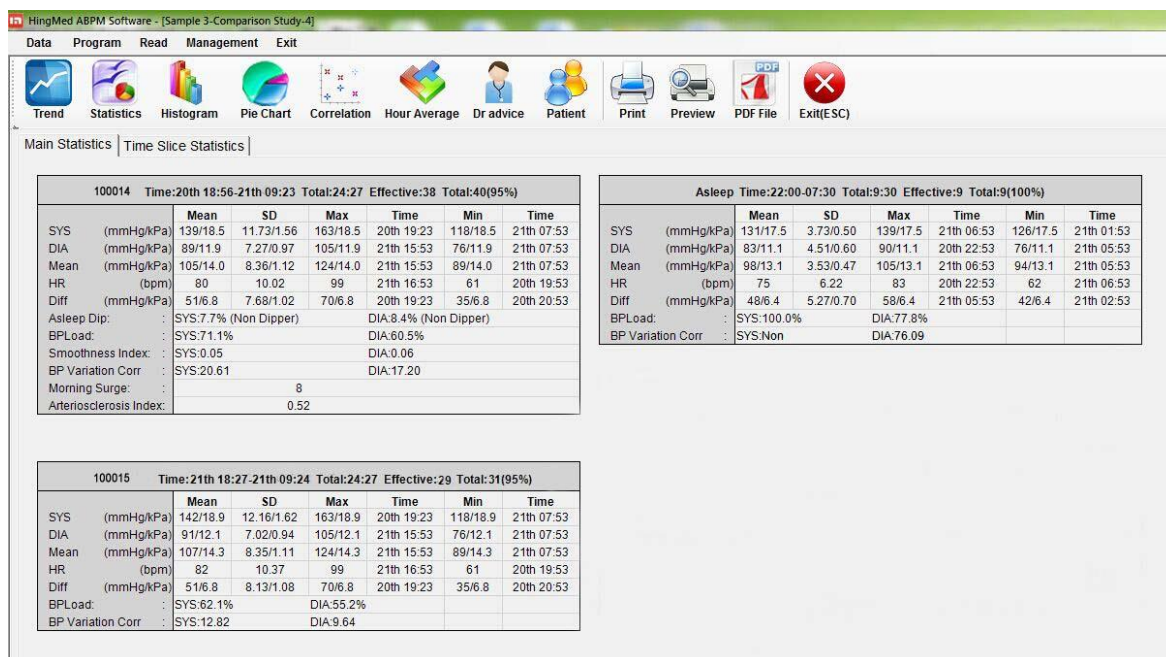 HingMed ABPM Software - [Sample 3-Comparison Study-4]
Data Program Read Management Exit
Trend Statistics Histogram Pie Chart Correlation Hour Average Dr advice Patient Print Preview PDF PDF File Exit(ESC)
Main Statistics Time Slice Statistics
100014 Time:20th 18:56-21th 09:23 Total:24:27 Effective:38 Total:40(95%)
Mean SD Max Time Min Time
SYS (mmHg/kPa) 139/18.5 11.73/1.56 163/18.5 20th 19:23 118/18.5 21th 07:53
DIA (mmHg/kPa) 89/11.9 7.27/0.97 105/11.9 21th 15:53 76/11.9 21th 07:53
Mean (mmHg/kPa) 105/14.0 8.36/1.12 124/14.0 21th 15:53 89/14.0 21th 07:53
HR (bpm) 80 10.02 99 21th 16:53 61 20th 19:53
Diff (mmHg/kPa) 51/6.8 7.68/1.02 70/6.8 20th 19:23 35/6.8 20th 20:53
Asleep Dip: : SYS:7.7% (Non Dipper) DIA:8.4% (Non Dipper)
BPLoad: : SYS:71.1% DIA:60.5%
Smoothness Index: : SYS:0.05 DIA:0.06
BP Variation Corr : SYS:20.61 DIA:17.20
Morning Surge: : 8
Arteriosclerosis Index: 0.52
Asleep Time:22:00-07:30 Total:9:30 Effective:9 Total:9(100%)
Mean SD Max Time Min Time
SYS (mmHg/kPa) 131/17.5 3.73/0.50 139/17.5 21th 06:53 126/17.5 21th 01:53
DIA (mmHg/kPa) 83/11.1 4.51/0.60 90/11.1 20th 22:53 76/11.1 21th 05:53
Mean (mmHg/kPa) 98/13.1 3.53/0.47 105/13.1 21th 06:53 94/13.1 21th 05:53
HR (bpm) 75 6.22 83 20th 22:53 62 21th 06:53
Diff (mmHg/kPa) 48/6.4 5.27/0.70 58/6.4 21th 05:53 42/6.4 21th 02:53
BPLoad: : SYS:100.0% DIA:77.8%
BP Variation Corr : SYS:Non DIA:76.09
100015 Time:21th 18:27-21th 09:24 Total:24:27 Effective:29 Total:31(95%)
Mean SD Max Time Min Time
SYS (mmHg/kPa) 142/18.9 12.16/1.62 163/18.9 20th 19:23 118/18.9 21th 07:53
DIA (mmHg/kPa) 91/12.1 7.02/0.94 105/12.1 21th 15:53 76/12.1 21th 07:53
Mean (mmHg/kPa) 107/14.3 8.35/1.11 124/14.3 21th 15:53 89/14.3 21th 07:53
HR (bpm) 82 10.37 99 21th 16:53 61 20th 19:53
Diff (mmHg/kPa) 51/6.8 8.13/1.08 70/6.8 20th 19:23 35/6.8 20th 20:53
BPLoad: : SYS:62.1% DIA:55.2%
BP Variation Corr : SYS:12.82 DIA:9.64